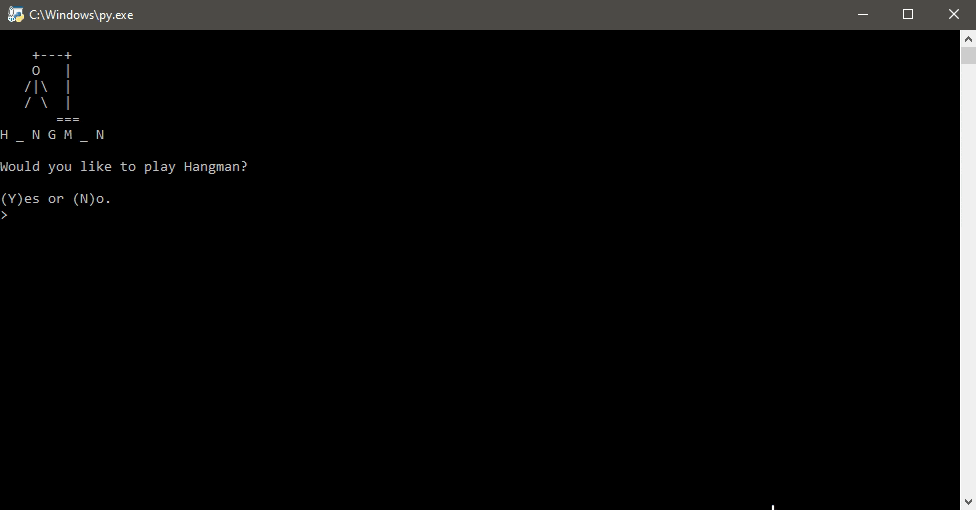 C:\Windows\py.exe
    +---+
    O   |
   /|\  |
   / \  |
       ===
H _ N G M _ N
Would you like to play Hangman?
(Y)es or (N)o.
>